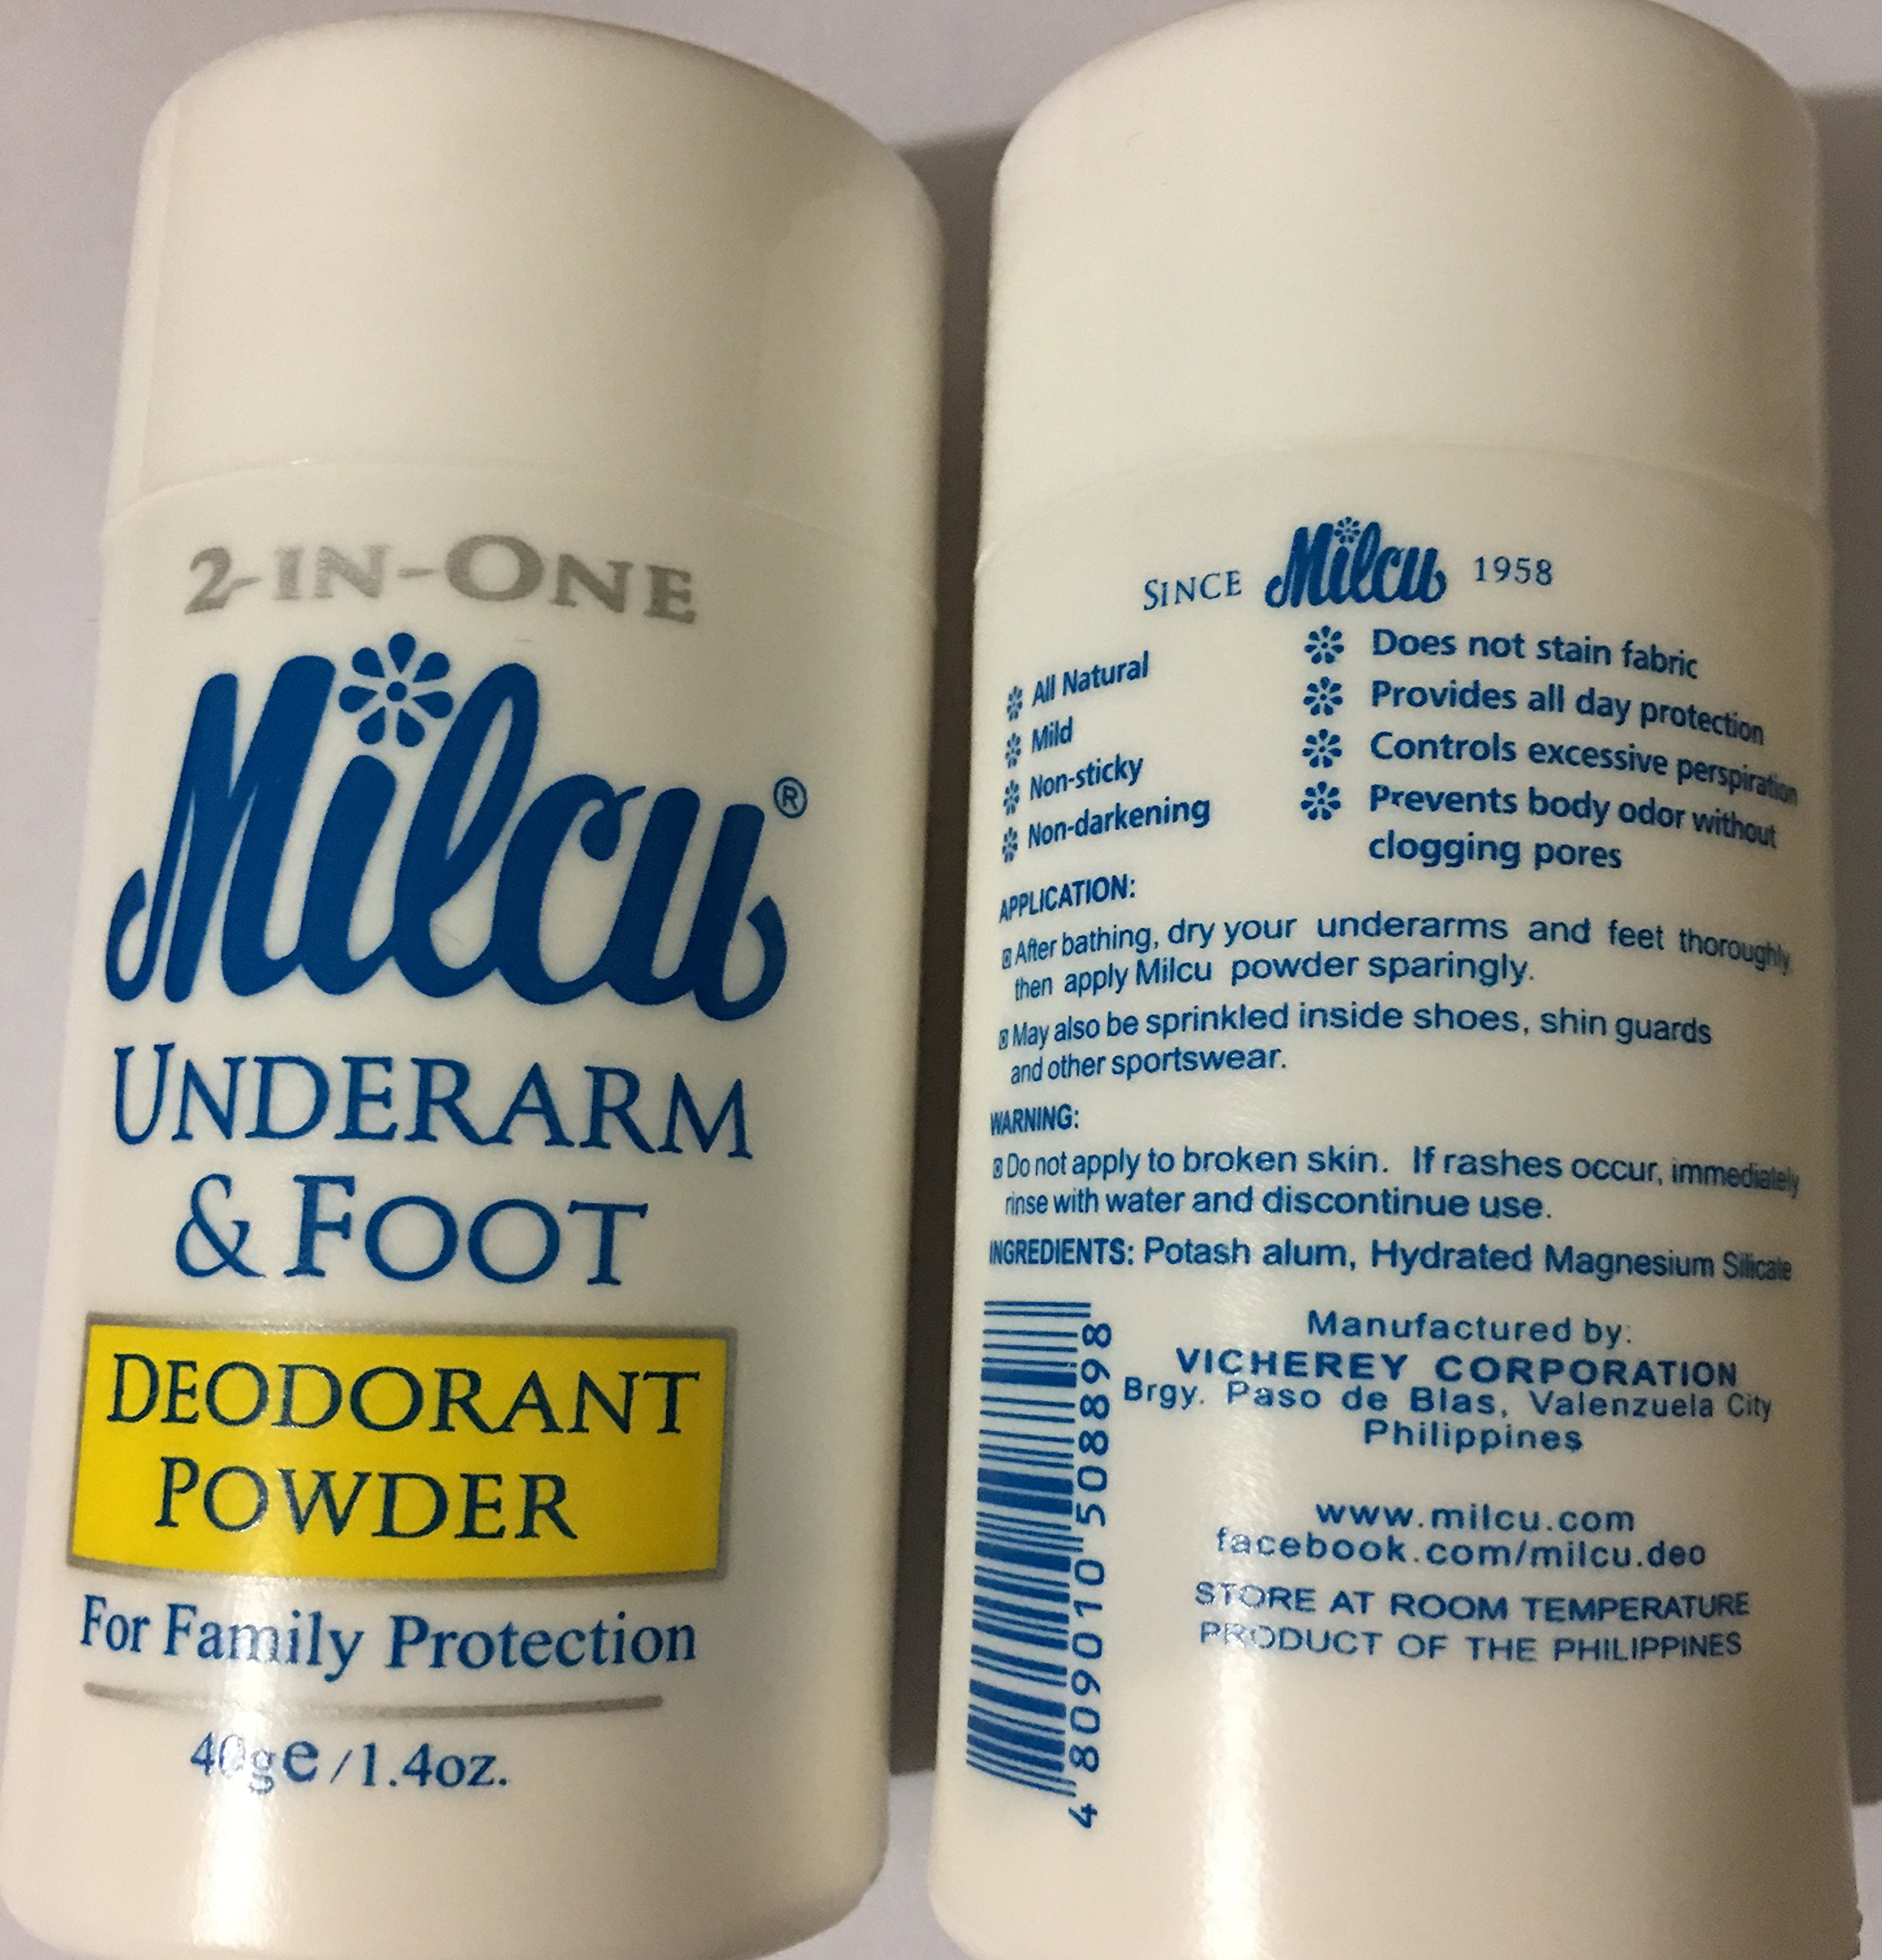 2-IN-ONE
Milcu®
UNDERARM
& FOOT
DEODORANT
POWDER
For Family Protection
40ge/1.4oz.
SINCE Milcu 1958
All Natural
Mild
Non-sticky
Non-darkening
Does not stain fabric
Provides all day protection
Controls excessive perspiration
Prevents body odor without
clogging pores
APPLICATION:
After bathing, dry your underarms and feet thoroughly,
then apply Milcu powder sparingly.
May also be sprinkled inside shoes, shin guards
and other sportswear.
WARNING:
Do not apply to broken skin. If rashes occur, immediately
rinse with water and discontinue use.
INGREDIENTS: Potash alum, Hydrated Magnesium Silicate
4 809010 508898
Manufactured by:
VICHEREY CORPORATION
Brgy. Paso de Blas, Valenzuela City
Philippines
www.milcu.com
facebook.com/milcu.deo
STORE AT ROOM TEMPERATURE
PRODUCT OF THE PHILIPPINES